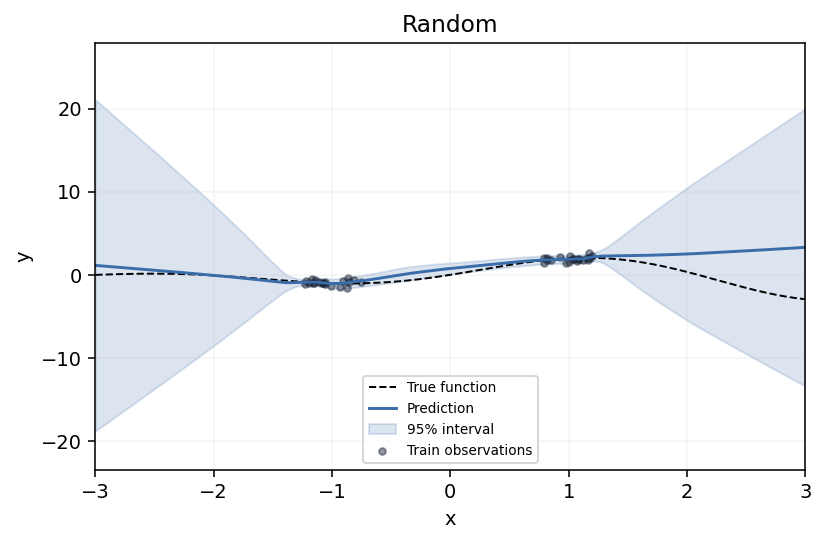 Random
20
10
0
−10
−20
y
True function
Prediction
95% interval
Train observations
−3
−2
−1
0
1
2
3
x